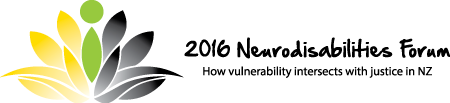 2016 Neurodisabilities Forum
How vulnerability intersects with justice in NZ